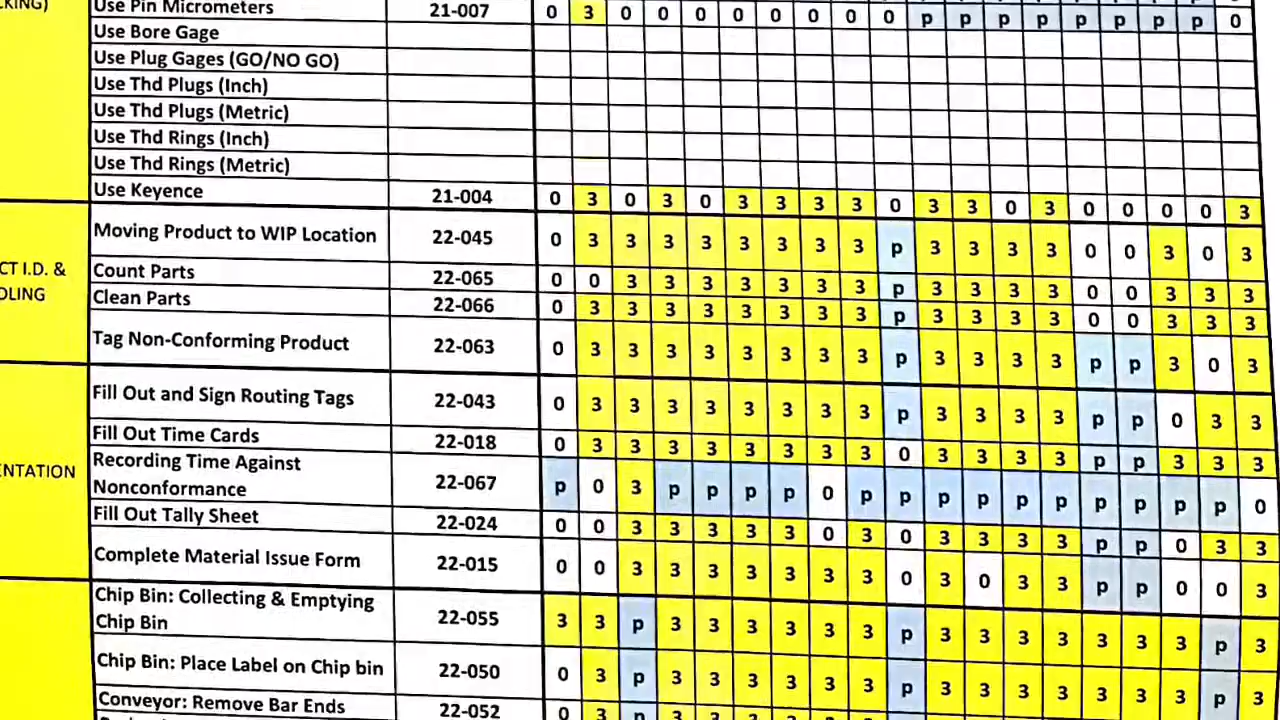 KING)
Use Pin Micrometers 21-007 0 3 0 0 0 0 0 0 0 0 p p p p p p p p 0
Use Bore Gage
Use Plug Gages (GO/NO GO)
Use Thd Plugs (Inch)
Use Thd Plugs (Metric)
Use Thd Rings (Inch)
Use Thd Rings (Metric)
Use Keyence 21-004 0 3 0 3 0 3 3 3 3 0 3 3 0 3 0 0 0 0 3
CT I.D. &
DLING
Moving Product to WIP Location 22-045 0 3 3 3 3 3 3 3 3 p 3 3 3 3 0 0 3 0 3
Count Parts 22-065 0 0 3 3 3 3 3 3 3 p 3 3 3 3 0 0 3 3 3
Clean Parts 22-066 0 3 3 3 3 3 3 3 3 p 3 3 3 3 0 0 3 3 3
Tag Non-Conforming Product 22-063 0 3 3 3 3 3 3 3 3 p 3 3 3 3 p p 3 0 3
ENTATION
Fill Out and Sign Routing Tags 22-043 0 3 3 3 3 3 3 3 3 p 3 3 3 3 p p 0 3 3
Fill Out Time Cards 22-018 0 3 3 3 3 3 3 3 3 0 3 3 3 3 p p 3 3 3
Recording Time Against
Nonconformance 22-067 p 0 3 p p p p 0 p p p p p p p p p p 0
Fill Out Tally Sheet 22-024 0 0 3 3 3 3 3 0 3 0 3 3 3 3 p p 0 3 3
Complete Material Issue Form 22-015 0 0 3 3 3 3 3 3 3 0 3 0 3 3 p p 0 0 3
Chip Bin: Collecting & Emptying
Chip Bin 22-055 3 3 p 3 3 3 3 3 3 p 3 3 3 3 3 3 3 p 3
Chip Bin: Place Label on Chip bin 22-050 0 3 p 3 3 3 3 3 3 p 3 3 3 3 3 3 3 p 3
Conveyor: Remove Bar Ends 22-052 0 3 p 3 3